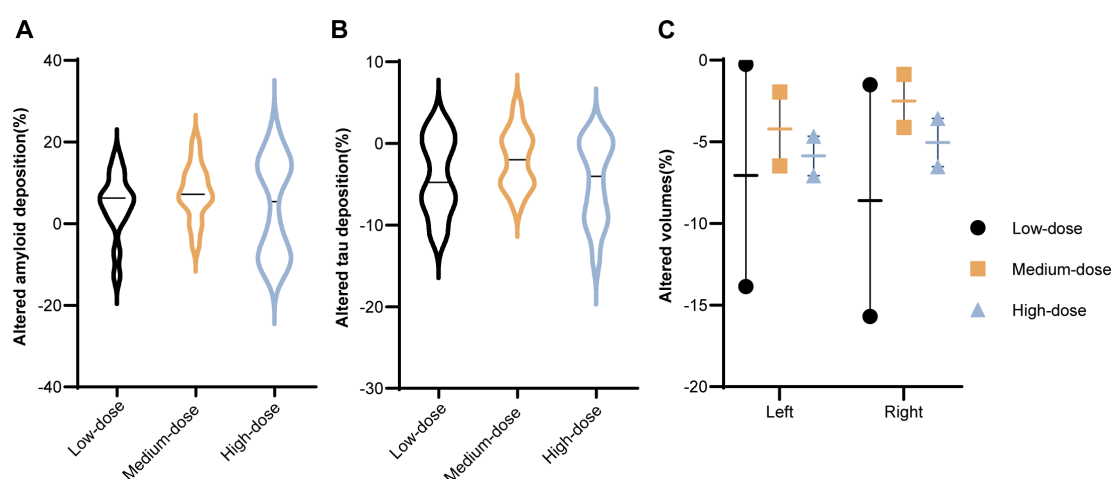 A
Altered amyloid deposition(%)
40
20
0
-20
-40
Low-dose
Medium-dose
High-dose
B
Altered tau deposition(%)
10
0
-10
-20
-30
Low-dose
Medium-dose
High-dose
C
Altered volumes(%)
0
-5
-10
-15
-20
Left
Right
Low-dose
Medium-dose
High-dose